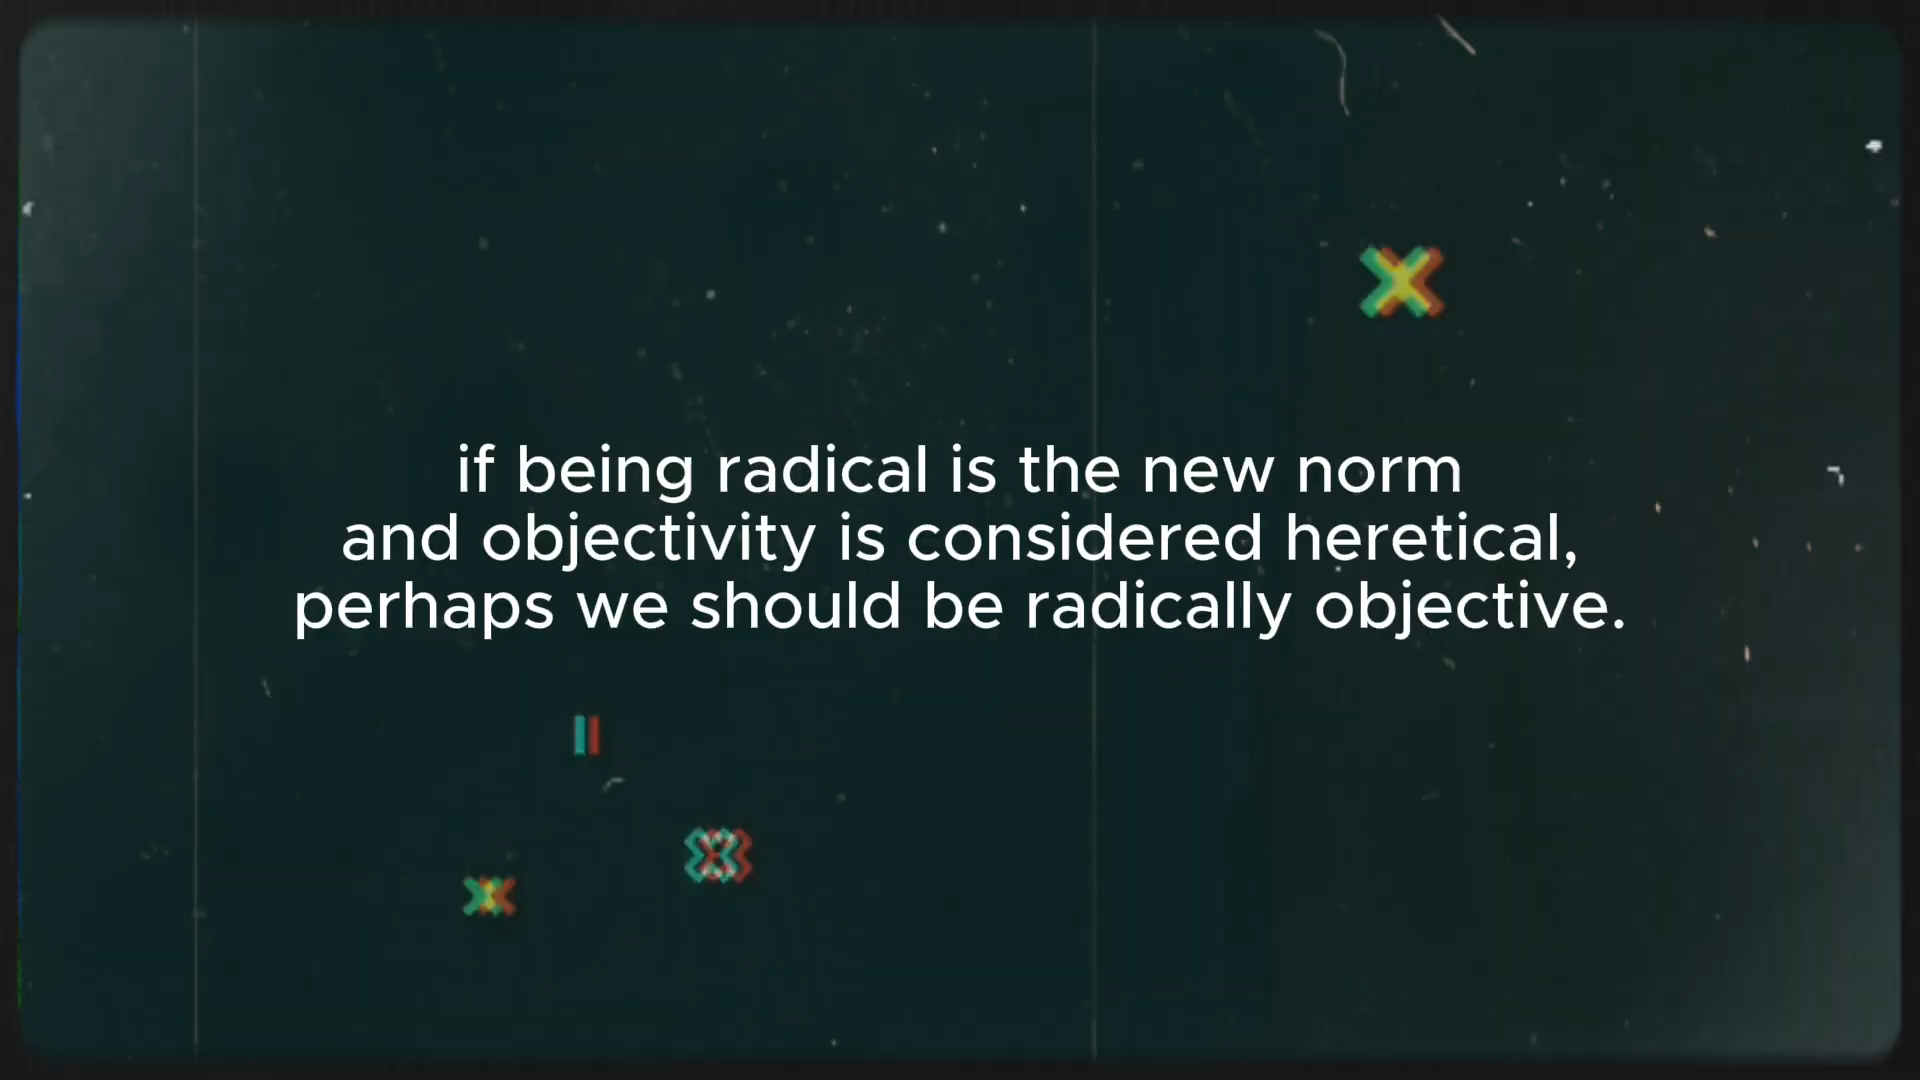 if being radical is the new norm
and objectivity is considered heretical,
perhaps we should be radically objective.